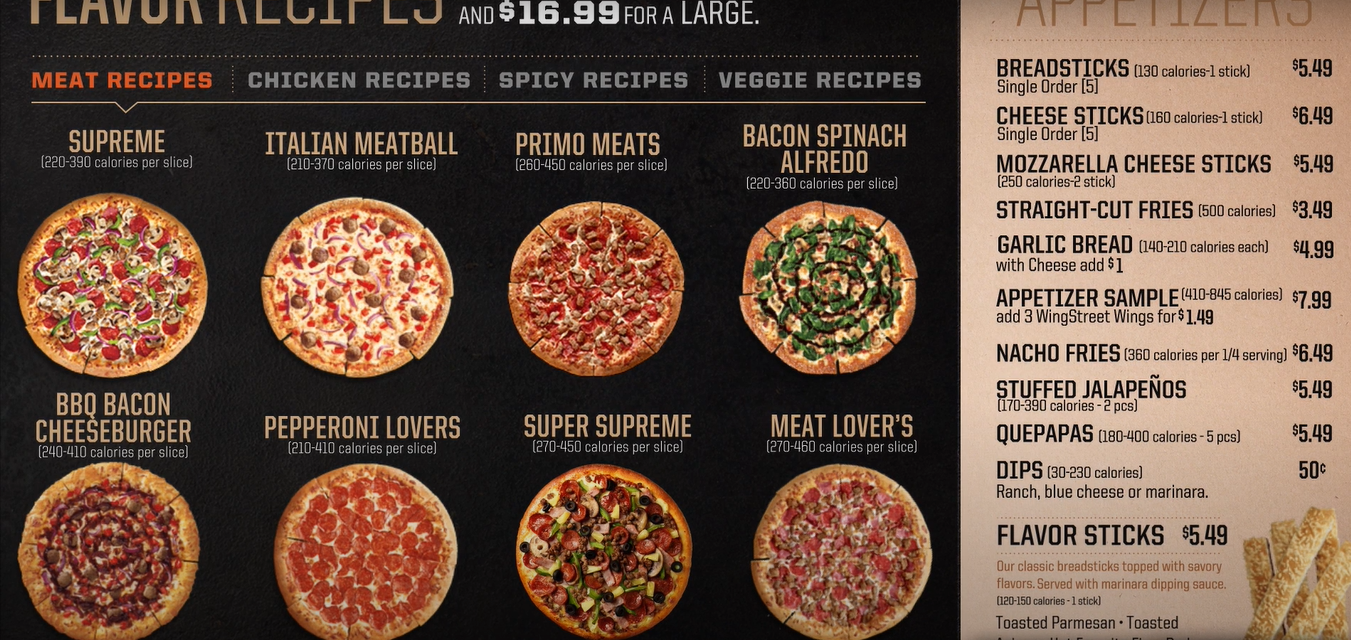 FLAVOR RECIPES AND $16.99 FOR A LARGE.
MEAT RECIPES
CHICKEN RECIPES
SPICY RECIPES
VEGGIE RECIPES
SUPREME
(220-390 calories per slice)
ITALIAN MEATBALL
(210-370 calories per slice)
PRIMO MEATS
(260-450 calories per slice)
BACON SPINACH
ALFREDO
(220-360 calories per slice)
BBQ BACON
CHEESEBURGER
(240-410 calories per slice)
PEPPERONI LOVERS
(210-410 calories per slice)
SUPER SUPREME
(270-450 calories per slice)
MEAT LOVER'S
(270-460 calories per slice)
APPETIZERS
BREADSTICKS (130 calories-1 stick) $5.49
Single Order [5]
CHEESE STICKS (160 calories-1 stick) $6.49
Single Order [5]
MOZZARELLA CHEESE STICKS $5.49
(250 calories-2 stick)
STRAIGHT-CUT FRIES (500 calories) $3.49
GARLIC BREAD (140-210 calories each) $4.99
with Cheese add $1
APPETIZER SAMPLE (410-845 calories) $7.99
add 3 WingStreet Wings for $1.49
NACHO FRIES (360 calories per 1/4 serving) $6.49
STUFFED JALAPEÑOS $5.49
(170-390 calories - 2 pcs)
QUEPAPAS (180-400 calories - 5 pcs) $5.49
DIPS (30-230 calories) 50¢
Ranch, blue cheese or marinara.
FLAVOR STICKS $5.49
Our classic breadsticks topped with savory
flavors. Served with marinara dipping sauce.
(120-150 calories - 1 stick)
Toasted Parmesan • Toasted